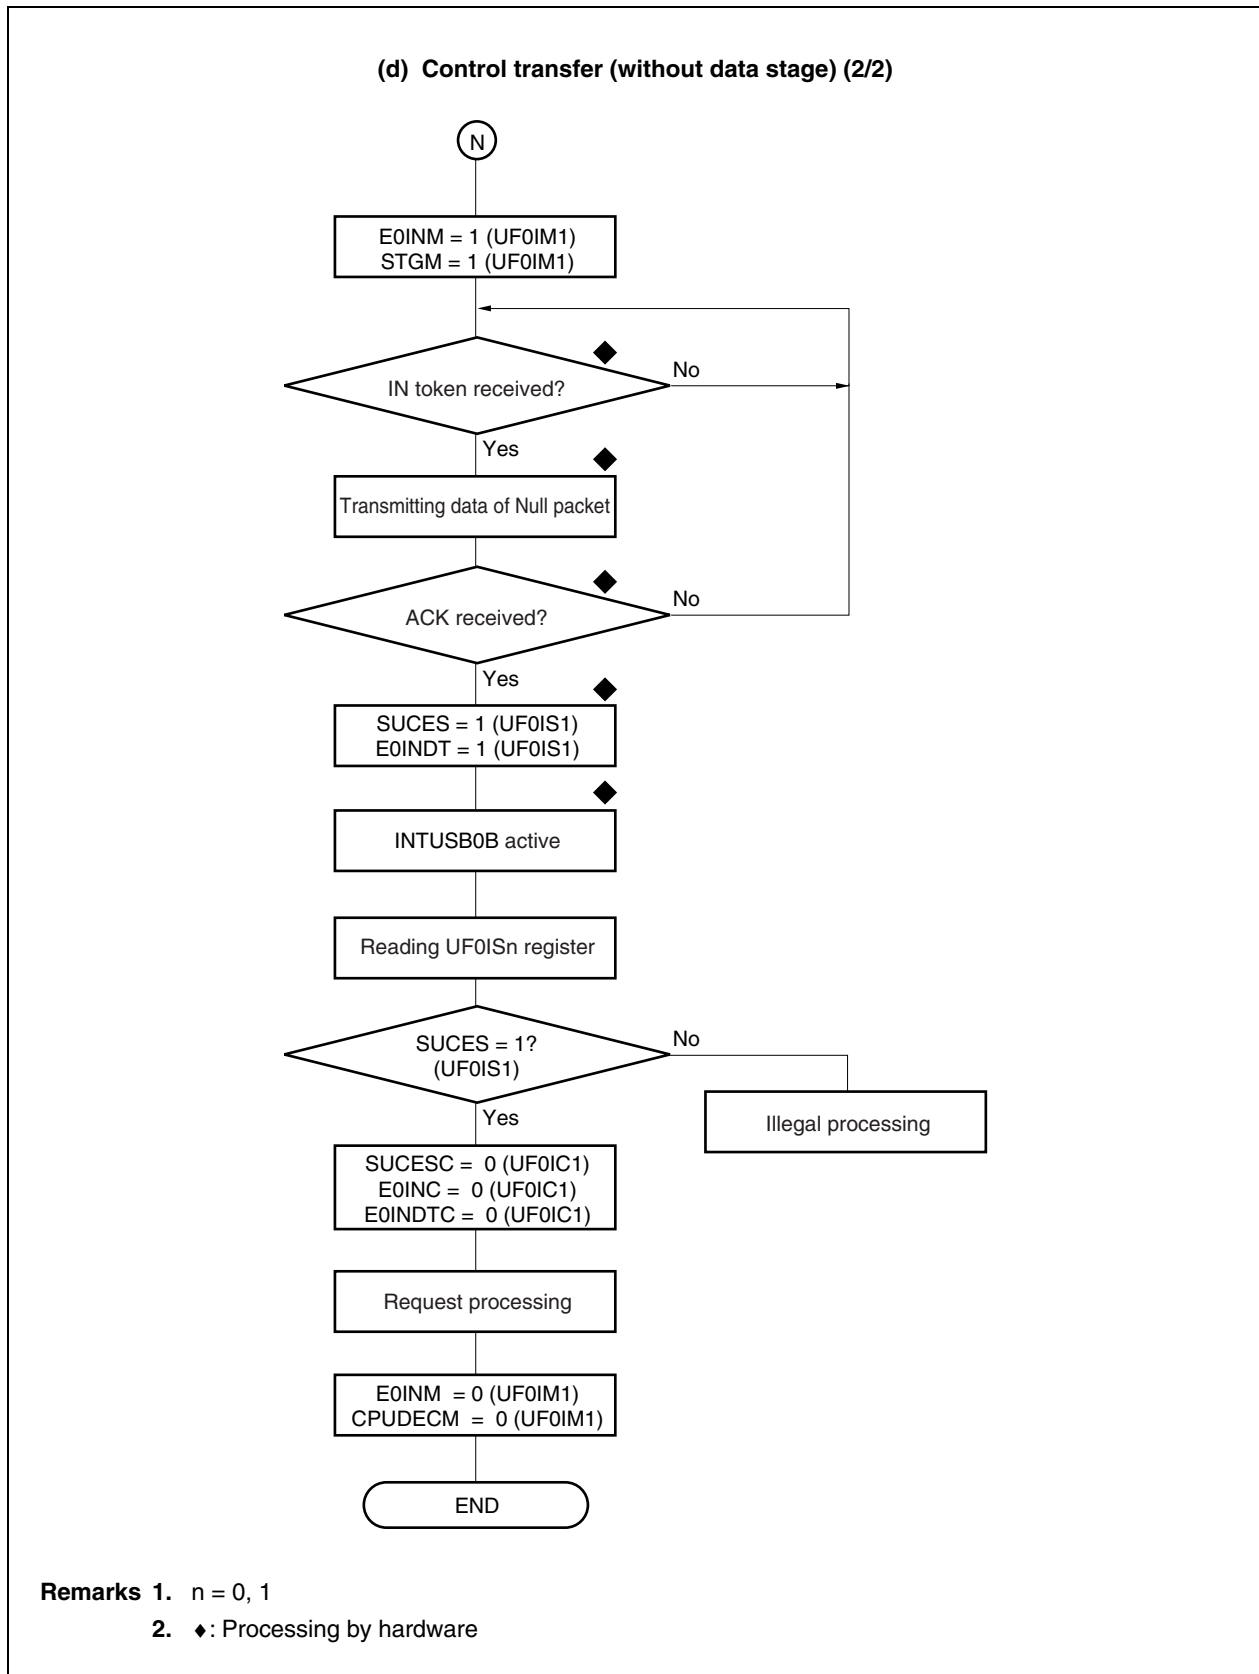 (d) Control transfer (without data stage) (2/2)
N
E0INM = 1 (UF0IM1)
STGM = 1 (UF0IM1)
IN token received?
No
Yes
Transmitting data of Null packet
ACK received?
No
Yes
SUCES = 1 (UF0IS1)
E0INDT = 1 (UF0IS1)
INTUSB0B active
Reading UF0ISn register
SUCES = 1?
(UF0IS1)
No
Yes
Illegal processing
SUCESC = 0 (UF0IC1)
E0INC = 0 (UF0IC1)
E0INDTC = 0 (UF0IC1)
Request processing
E0INM = 0 (UF0IM1)
CPUDECM = 0 (UF0IM1)
END
Remarks 1. n = 0, 1
2. ♦: Processing by hardware